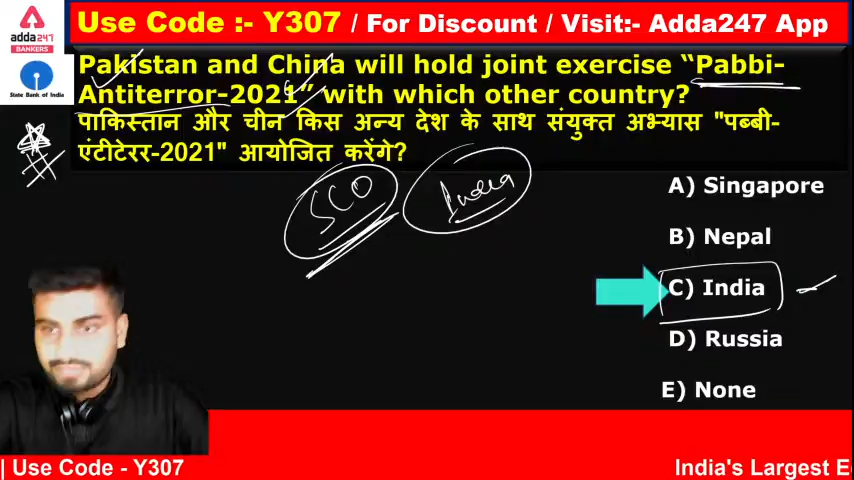 Use Code :- Y307 / For Discount / Visit:- Adda247 App
adda247
BANKERS
State Bank of India
Pakistan and China will hold joint exercise “Pabbi-
Antiterror-2021” with which other country?
पाकिस्तान और चीन किस अन्य देश के साथ संयुक्त अभ्यास "पब्बी-
एंटीटेरर-2021" आयोजित करेंगे?
SCO
India
A) Singapore
B) Nepal
C) India
D) Russia
E) None
| Use Code - Y307
India's Largest E